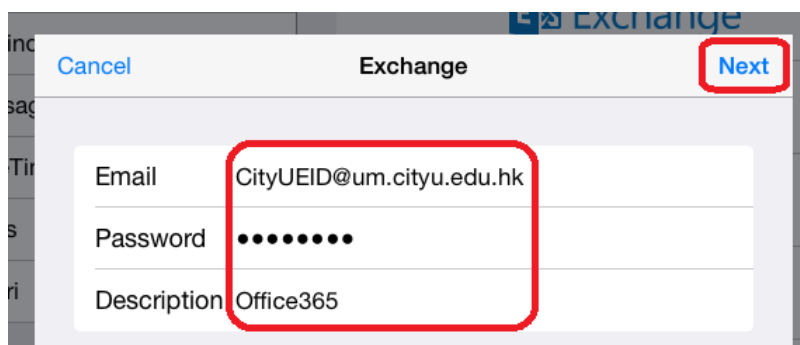 Exchange
Cancel Exchange Next
Email CityUEID@um.cityu.edu.hk
Password ••••••••
Description Office365